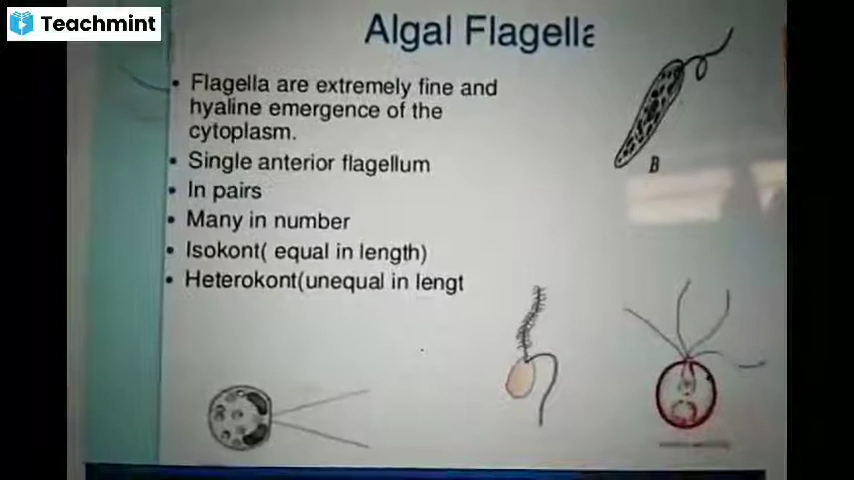 Teachmint
Algal Flagella
• Flagella are extremely fine and
hyaline emergence of the
cytoplasm.
• Single anterior flagellum
• In pairs
• Many in number
• Isokont( equal in length)
• Heterokont(unequal in lengt
B